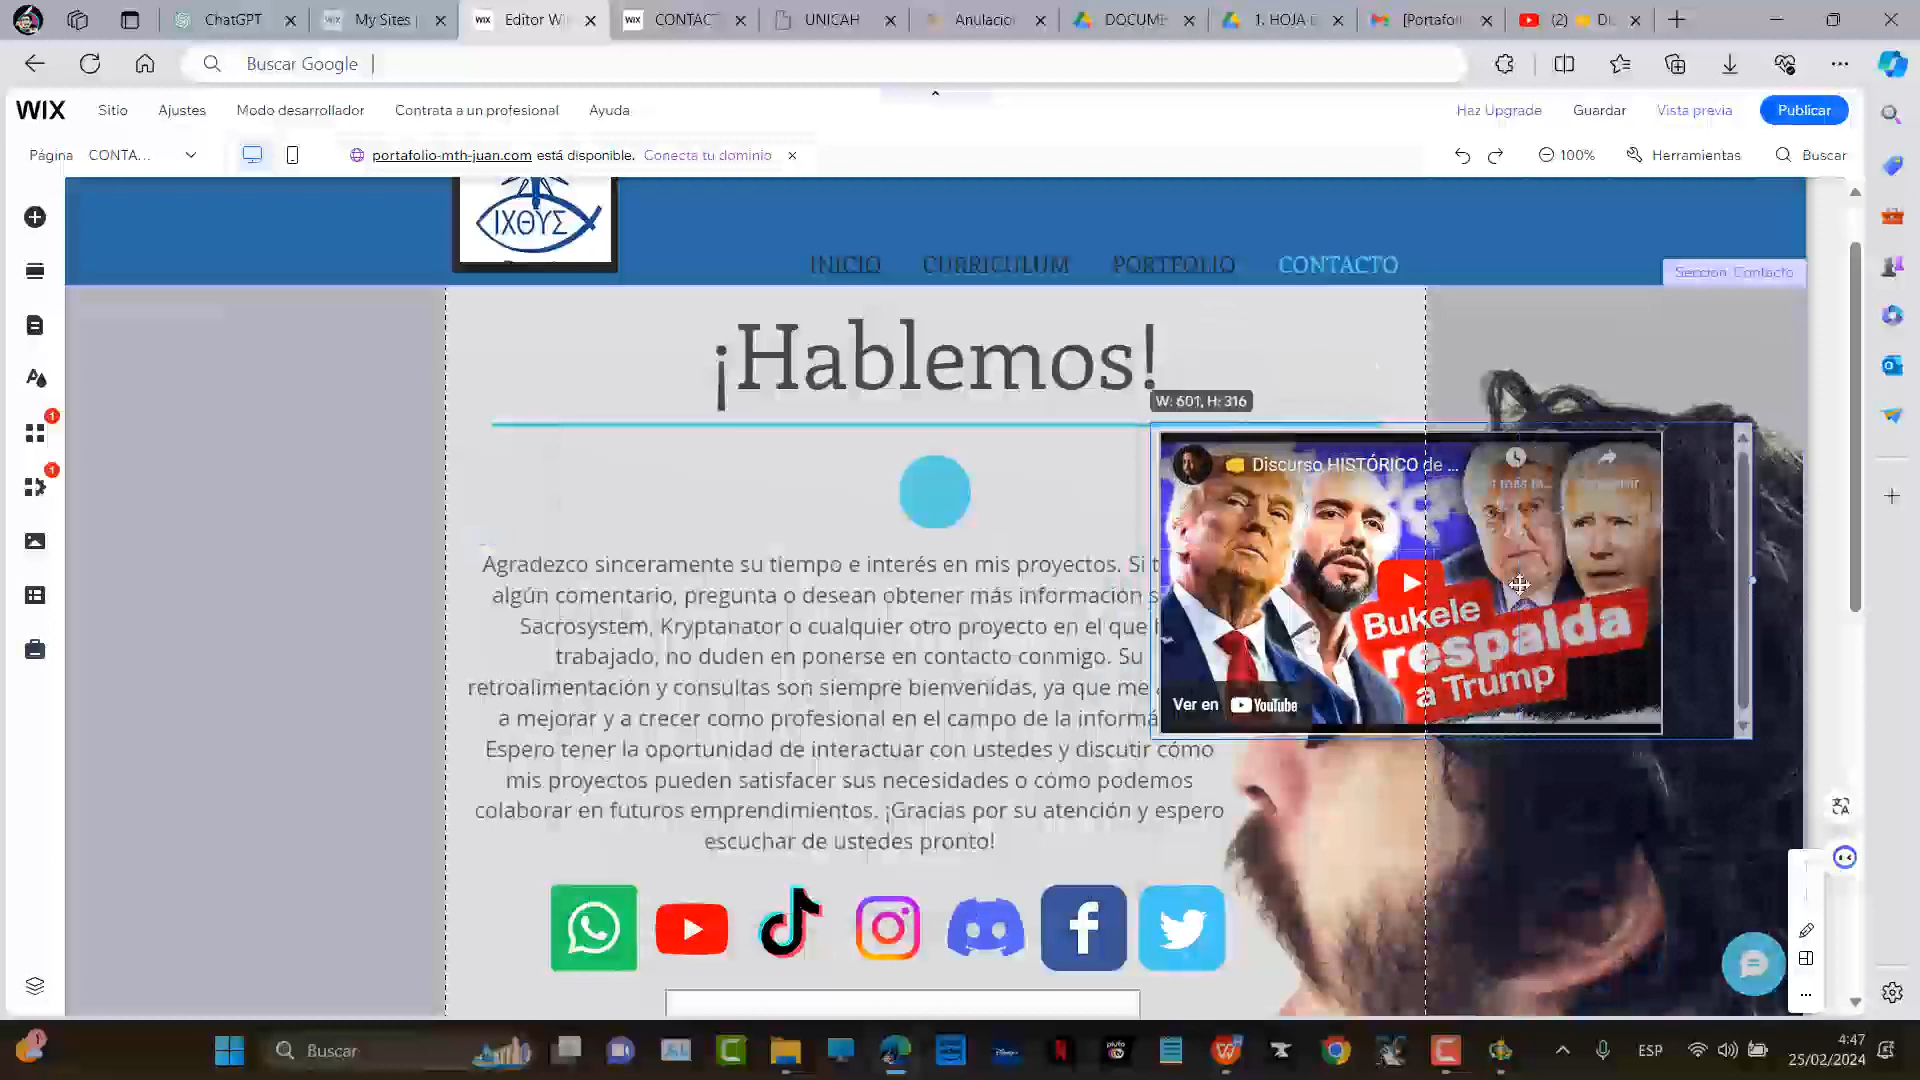 ChatGPT
My Sites |
Editor Wi
CONTACT
UNICAH
Anulacio
DOCUME
1. HOJA D
[Portafoli
(2)
Buscar Google
WIX
Sitio
Ajustes
Modo desarrollador
Contrata a un profesional
Ayuda
Haz Upgrade
Guardar
Vista previa
Publicar
Página
CONTA...
portafolio-mth-juan.com está disponible. Conecta tu dominio
100%
Herramientas
Buscar
ΙΧΘΥΣ
INICIO
CURRICULUM
PORTFOLIO
CONTACTO
Sección: Contacto
¡Hablemos!
W: 601, H: 316
Discurso HISTÓRICO de ...
Bukele
respalda
a Trump
Ver en YouTube
Agradezco sinceramente su tiempo e interés en mis proyectos. Si t
algún comentario, pregunta o desean obtener más información s
Sacrosystem, Kryptanator o cualquier otro proyecto en el que
trabajado, no duden en ponerse en contacto conmigo. Su
retroalimentación y consultas son siempre bienvenidas, ya que me
a mejorar y a crecer como profesional en el campo de la informá
Espero tener la oportunidad de interactuar con ustedes y discutir cómo
mis proyectos pueden satisfacer sus necesidades o cómo podemos
colaborar en futuros emprendimientos. ¡Gracias por su atención y espero
escuchar de ustedes pronto!
1
1
Buscar
ESP
4:47
25/02/2024